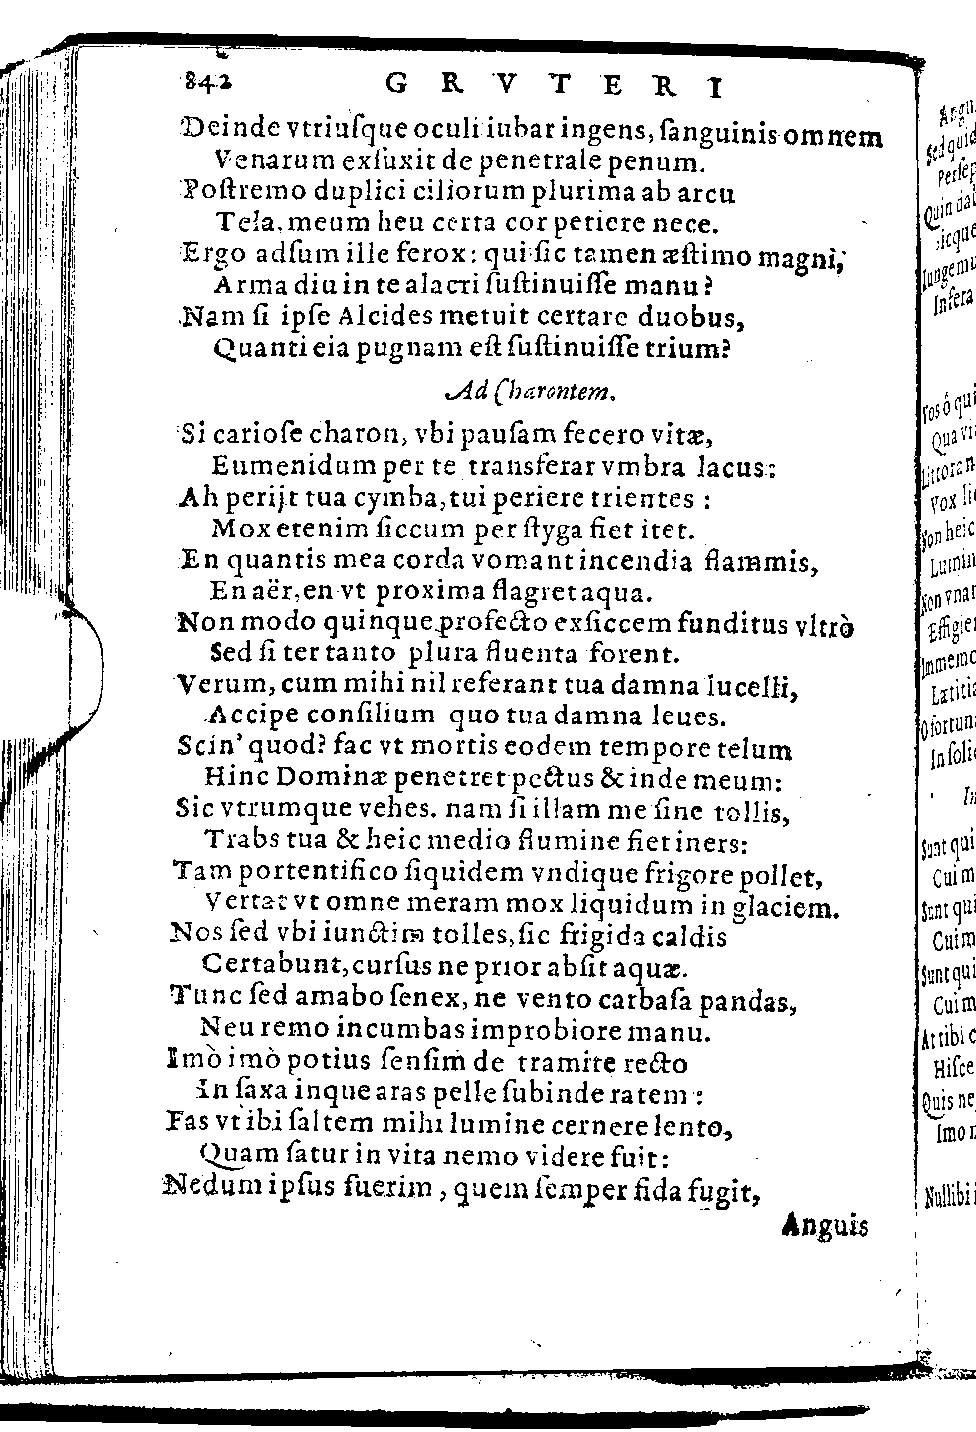 842 GRVTERI
Deinde vtriuſque oculi iubar ingens, ſanguinis omnem
Venarum exſuxit de penetrale penum.
Poſtremo duplici ciliorum plurima ab arcu
Tela, meum heu certa cor petiere nece.
Ergo adſum ille ferox: qui ſic tamen æſtimo magni,
Arma diu in te alacri ſuſtinuiſſe manu?
Nam ſi ipſe Alcides metuit certare duobus,
Quanti eia pugnam eſt ſuſtinuiſſe trium?
Ad Charontem.
Si carioſe charon, vbi pauſam fecero vitæ,
Eumenidum per te transferar vmbra lacus:
Ah perijt tua cymba, tui periere trientes :
Mox etenim ſiccum per ſtyga fiet itet.
En quantis mea corda vomant incendia flammis,
En aër, en vt proxima flagret aqua.
Non modo quinque profecto exſiccem funditus vltrò
Sed ſi ter tanto plura fluenta forent.
Verum, cum mihi nil referant tua damna lucelli,
Accipe conſilium quo tua damna leues.
Scin' quod? fac vt mortis eodem tempore telum
Hinc Dominæ penetret pectus & inde meum:
Sic vtrumque vehes. nam ſi illam me ſine tollis,
Trabs tua & heic medio flumine fiet iners:
Tam portentifico ſiquidem vndique frigore pollet,
Vertat vt omne meram mox liquidum in glaciem.
Nos ſed vbi iunctim tolles, ſic frigida caldis
Certabunt, curſus ne prior abſit aquæ.
Tunc ſed amabo ſenex, ne vento carbaſa pandas,
Neu remo incumbas improbiore manu.
Imò imò potius ſenſim de tramite recto
In ſaxa inque aras pelle ſubinde ratem :
Fas vt ibi ſaltem mihi lumine cernere lento,
Quam ſatur in vita nemo videre fuit:
Nedum ipſus fuerim, quem ſemper fida fugit,
Anguis